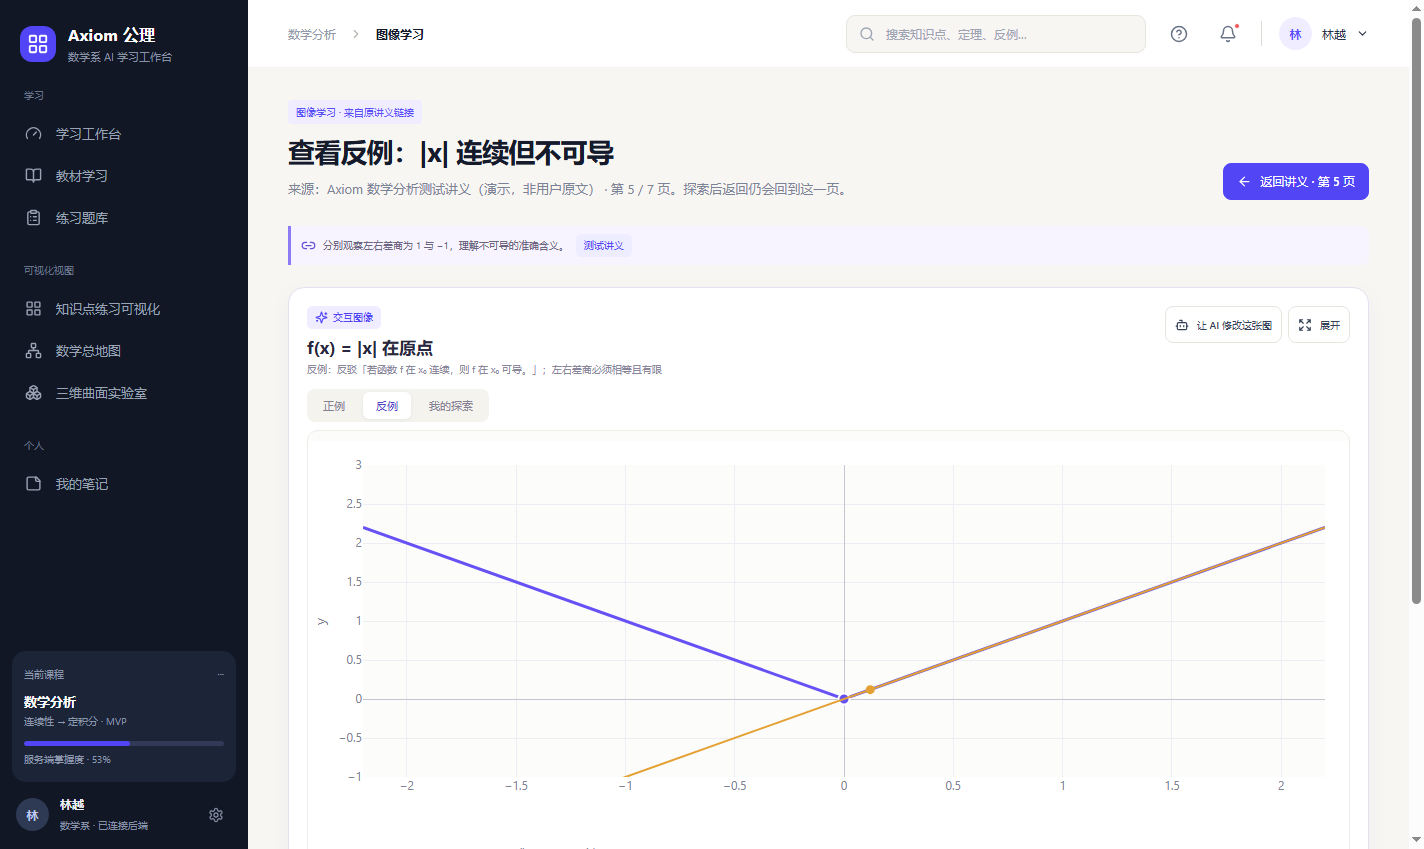 Axiom 公理
数学系 AI 学习工作台
学习
学习工作台
教材学习
练习题库
可视化视图
知识点练习可视化
数学总地图
三维曲面实验室
个人
我的笔记
当前课程
数学分析
连续性 → 定积分 · MVP
服务端掌握度 · 53%
林
林越
数学系 · 已连接后端
数学分析
图像学习
搜索知识点、定理、反例...
林
林越
图像学习 · 来自原讲义链接
查看反例：|x| 连续但不可导
来源：Axiom 数学分析测试讲义（演示，非用户原文） · 第 5 / 7 页。探索后返回仍会回到这一页。
返回讲义 · 第 5 页
分别观察左右差商为 1 与 −1，理解不可导的准确含义。 测试讲义
交互图像
让 AI 修改这张图
展开
f(x) = |x| 在原点
反例：反驳「若函数 f 在 x₀ 连续，则 f 在 x₀ 可导。」；左右差商必须相等且有限
正例 反例 我的探索
3
2.5
2
1.5
1
0.5
0
−0.5
−1
y
−2 −1.5 −1 −0.5 0 0.5 1 1.5 2